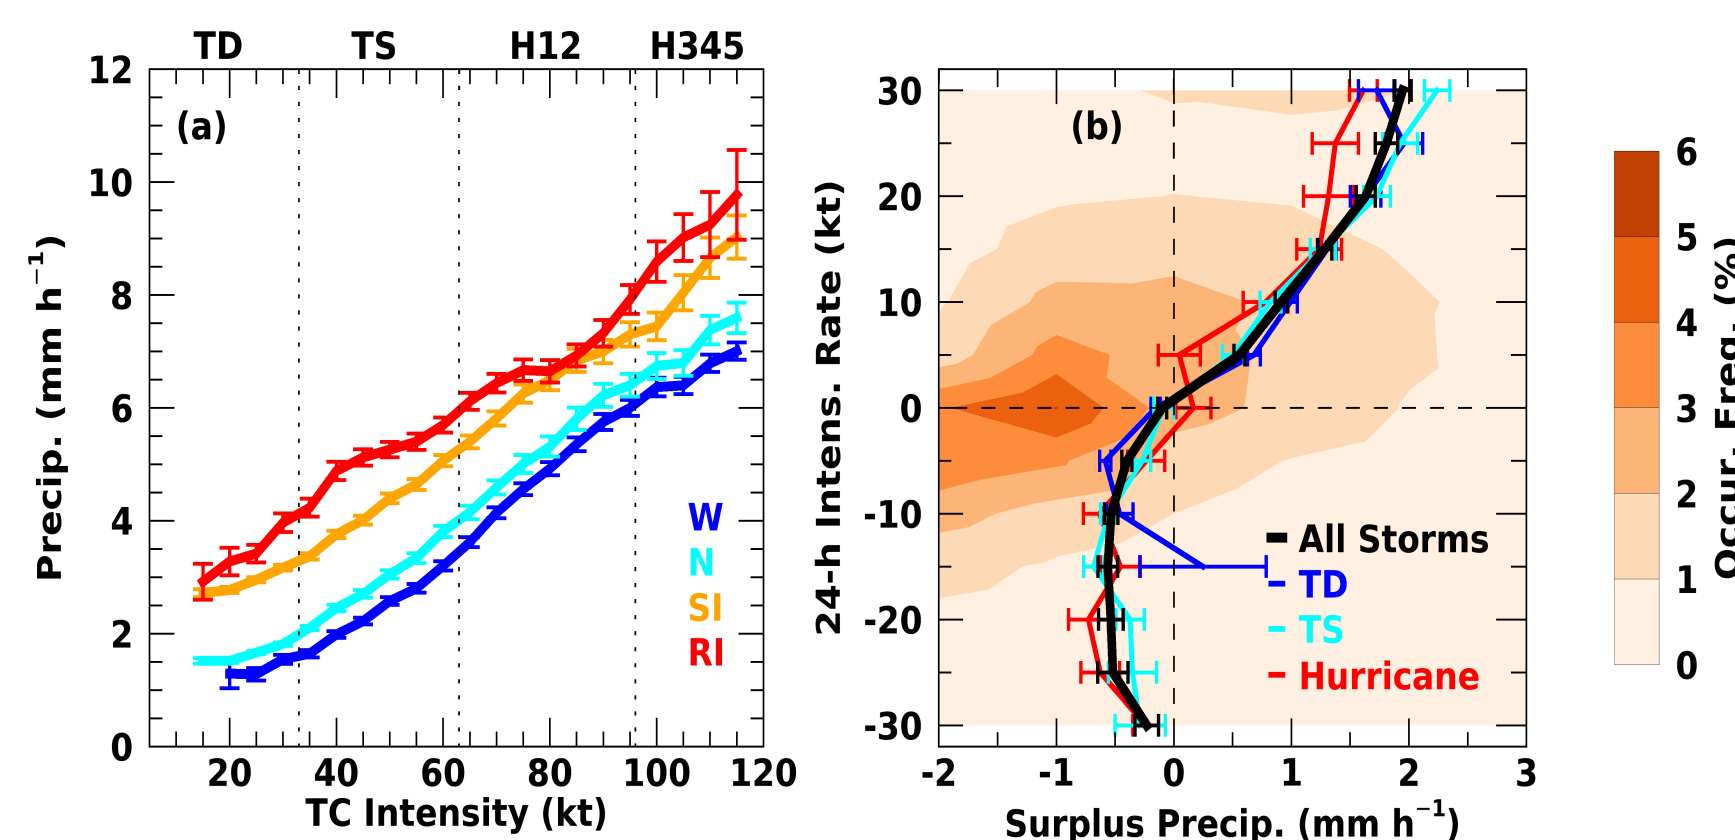 TD TS H12 H345
(a)
12
10
8
6
4
2
0
Precip. (mm h⁻¹)
W
N
SI
RI
20 40 60 80 100 120
TC Intensity (kt)
(b)
30
20
10
0
-10
-20
-30
24-h Intens. Rate (kt)
All Storms
TD
TS
Hurricane
-2 -1 0 1 2 3
Surplus Precip. (mm h⁻¹)
6
5
4
3
2
1
0
Occur. Freq. (%)